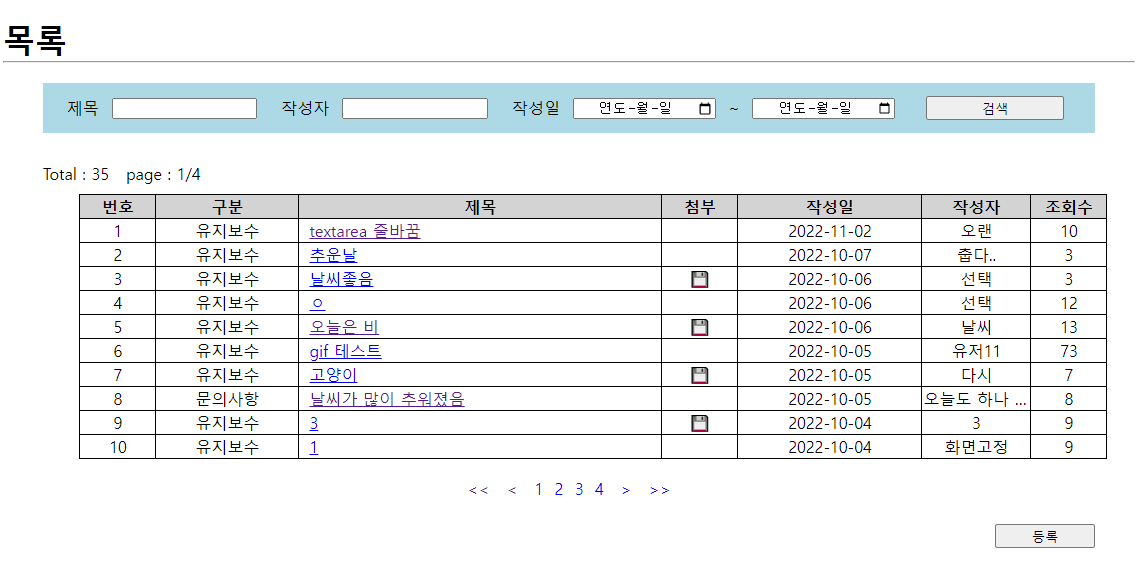 목록
제목 작성자 작성일 연도-월-일 ~ 연도-월-일 검색
Total : 35 page : 1/4
번호 구분 제목 첨부 작성일 작성자 조회수
1 유지보수 textarea 줄바꿈 2022-11-02 오랜 10
2 유지보수 추운날 2022-10-07 춥다.. 3
3 유지보수 날씨좋음 2022-10-06 선택 3
4 유지보수 ㅇ 2022-10-06 선택 12
5 유지보수 오늘은 비 2022-10-06 날씨 13
6 유지보수 gif 테스트 2022-10-05 유저11 73
7 유지보수 고양이 2022-10-05 다시 7
8 문의사항 날씨가 많이 추워졌음 2022-10-05 오늘도 하나 ... 8
9 유지보수 3 2022-10-04 3 9
10 유지보수 1 2022-10-04 화면고정 9
<< < 1 2 3 4 > >>
등록